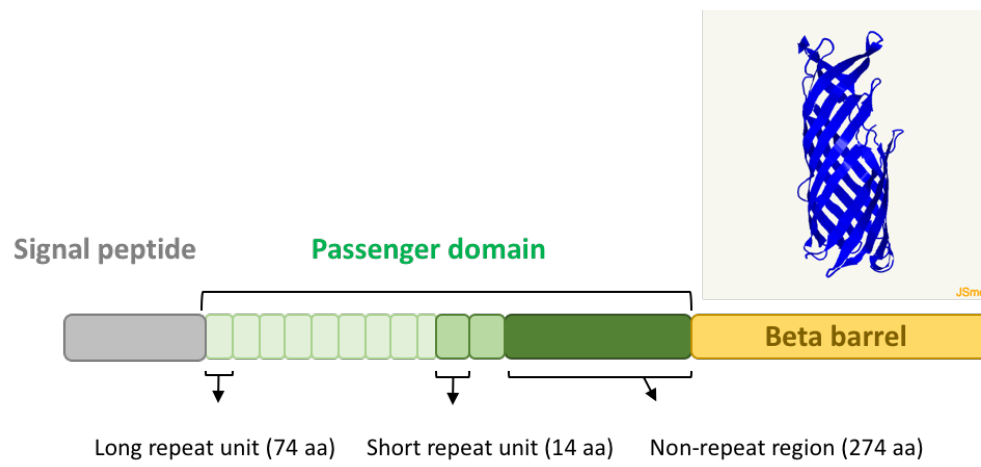 JSmo
Signal peptide
Passenger domain
Beta barrel
Long repeat unit (74 aa)
Short repeat unit (14 aa)
Non-repeat region (274 aa)